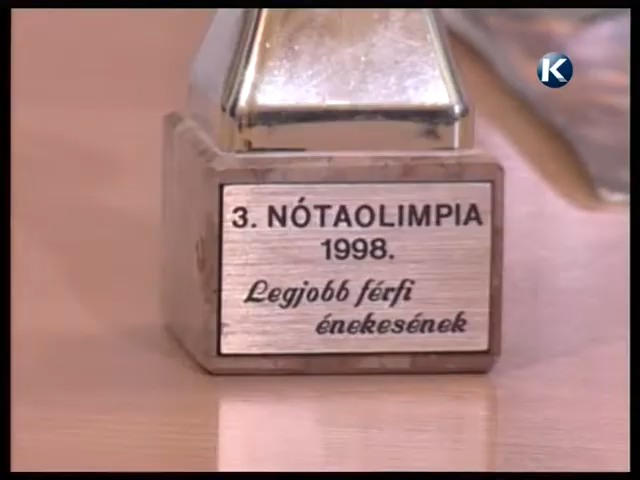 K
3. NÓTAOLIMPIA
1998.
Legjobb férfi
énekesének